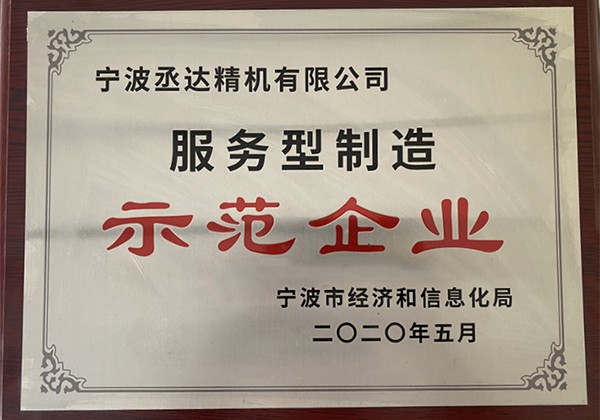 宁波丞达精机有限公司
服务型制造
示范企业
宁波市经济和信息化局
二〇二〇年五月